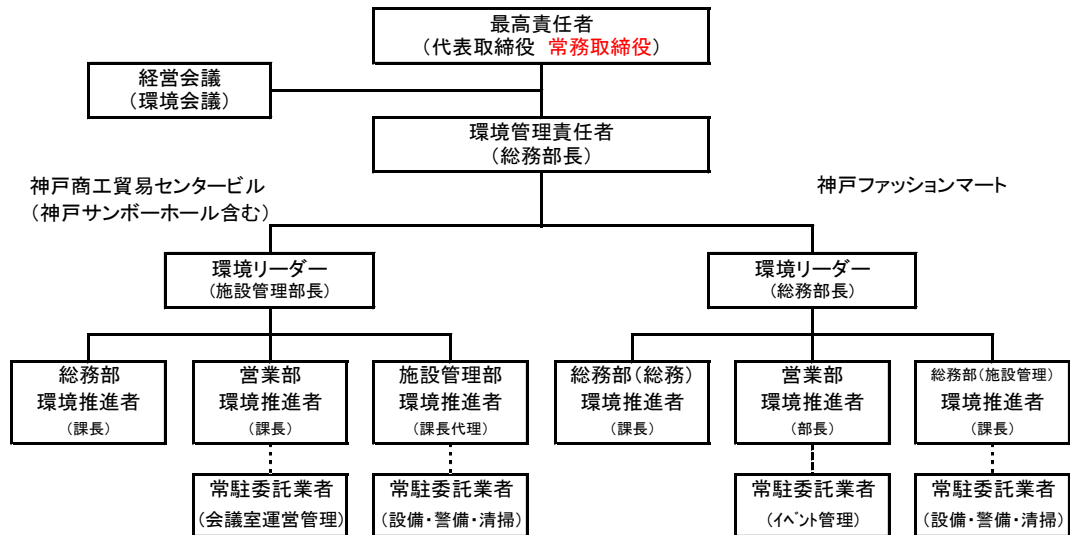 最高責任者
(代表取締役 常務取締役)
経営会議
(環境会議)
環境管理責任者
(総務部長)
神戸商工貿易センタービル
(神戸サンボーホール含む)
神戸ファッションマート
環境リーダー
(施設管理部長)
環境リーダー
(総務部長)
総務部
環境推進者
(課長)
営業部
環境推進者
(課長)
施設管理部
環境推進者
(課長代理)
総務部(総務)
環境推進者
(課長)
営業部
環境推進者
(部長)
総務部(施設管理)
環境推進者
(課長)
常駐委託業者
(会議室運営管理)
常駐委託業者
(設備・警備・清掃)
常駐委託業者
(ｲﾍﾞﾝﾄ管理)
常駐委託業者
(設備・警備・清掃)